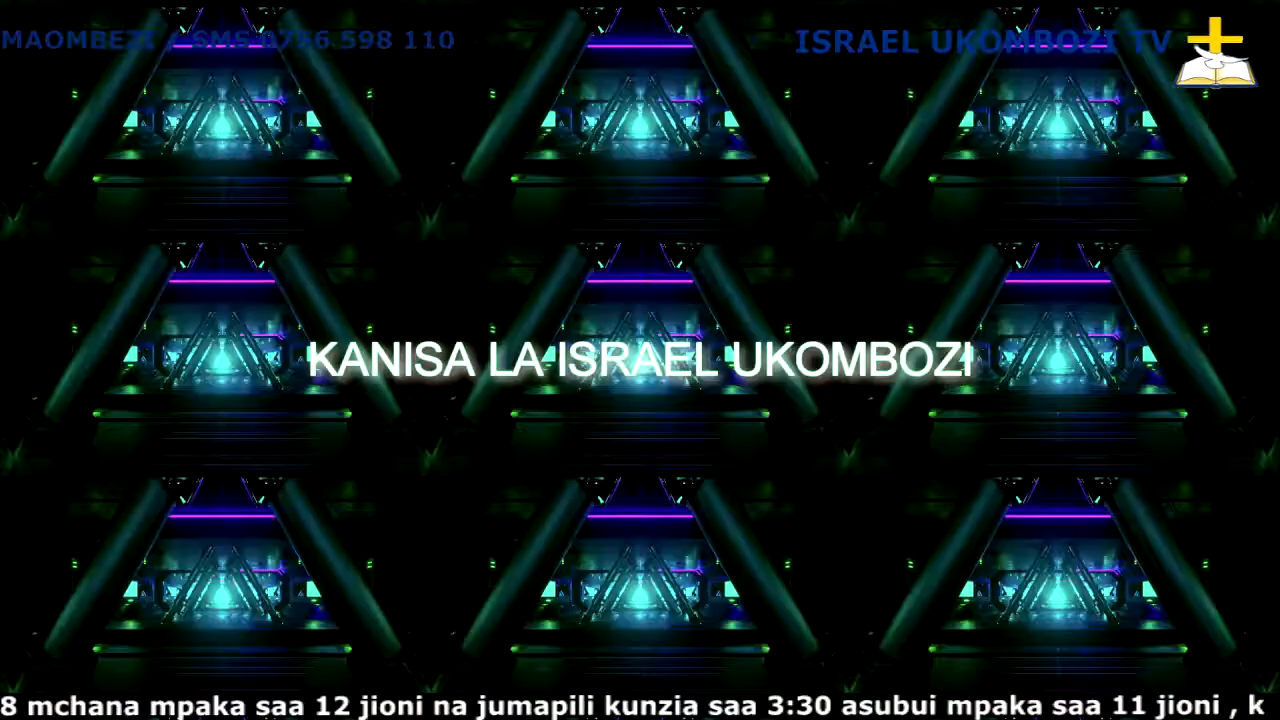 MAOMBEZI / SMS 0756 598 110
ISRAEL UKOMBOZI TV
KANISA LA ISRAEL UKOMBOZI
8 mchana mpaka saa 12 jioni na jumapili kunzia saa 3:30 asubui mpaka saa 11 jioni , k